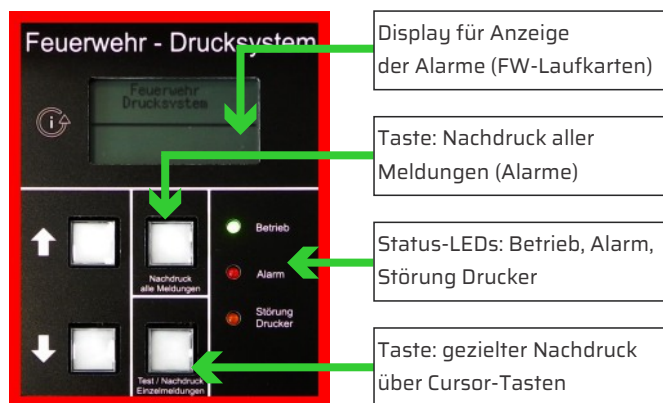 Feuerwehr - Drucksystem
Feuerwehr
Drucksystem
i
Betrieb
Alarm
Störung
Drucker
Nachdruck
alle Meldungen
Test / Nachdruck
Einzelmeldungen
Display für Anzeige
der Alarme (FW-Laufkarten)
Taste: Nachdruck aller
Meldungen (Alarme)
Status-LEDs: Betrieb, Alarm,
Störung Drucker
Taste: gezielter Nachdruck
über Cursor-Tasten